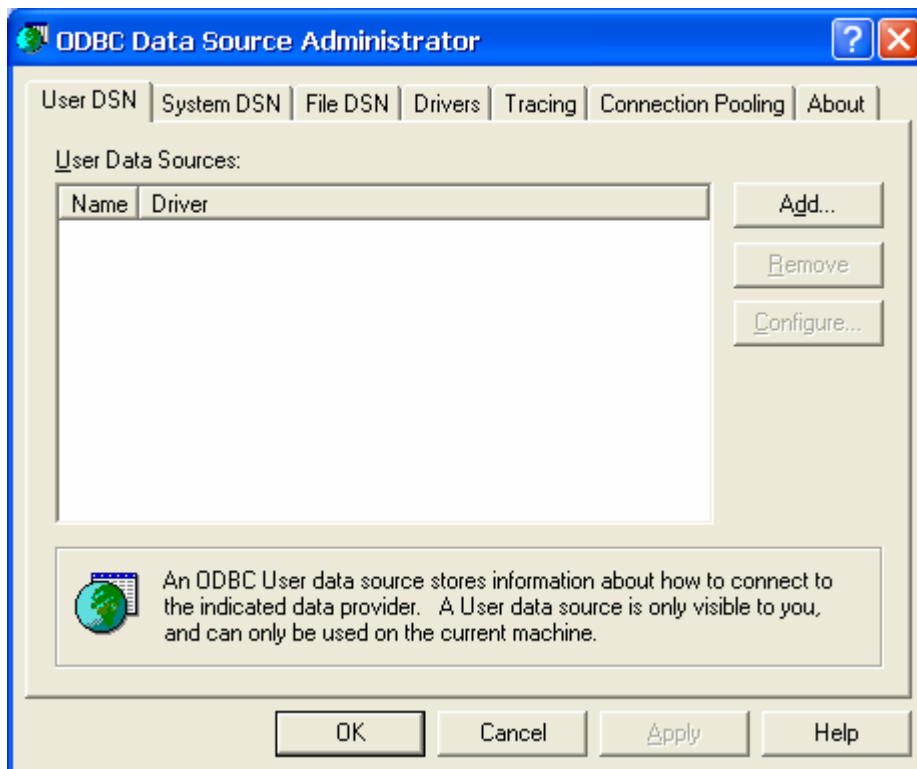 ODBC Data Source Administrator
?
User DSN System DSN File DSN Drivers Tracing Connection Pooling About
User Data Sources:
Name Driver
Add...
Remove
Configure...
An ODBC User data source stores information about how to connect to
the indicated data provider. A User data source is only visible to you,
and can only be used on the current machine.
OK Cancel Apply Help